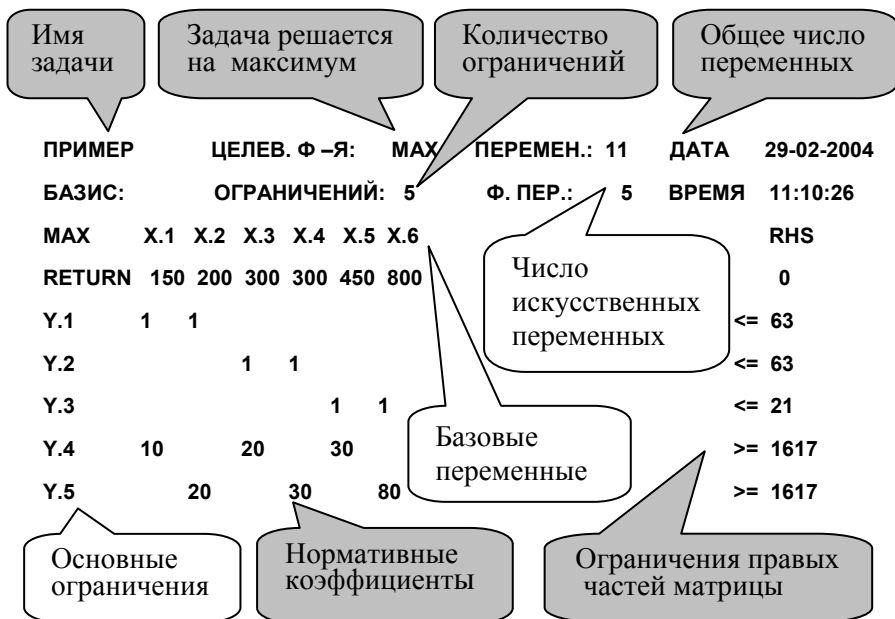 Имя
задачи
Задача решается
на максимум
Количество
ограничений
Общее число
переменных
ПРИМЕР ЦЕЛЕВ. Ф –Я: MAX ПЕРЕМЕН.: 11 ДАТА 29-02-2004
БАЗИС: ОГРАНИЧЕНИЙ: 5 Ф. ПЕР.: 5 ВРЕМЯ 11:10:26
MAX X.1 X.2 X.3 X.4 X.5 X.6 RHS
RETURN 150 200 300 300 450 800 0
Y.1 1 1 <= 63
Y.2 1 1 <= 63
Y.3 1 1 <= 21
Y.4 10 20 30 >= 1617
Y.5 20 30 80 >= 1617
Число
искусственных
переменных
Базовые
переменные
Основные
ограничения
Нормативные
коэффициенты
Ограничения правых
частей матрицы